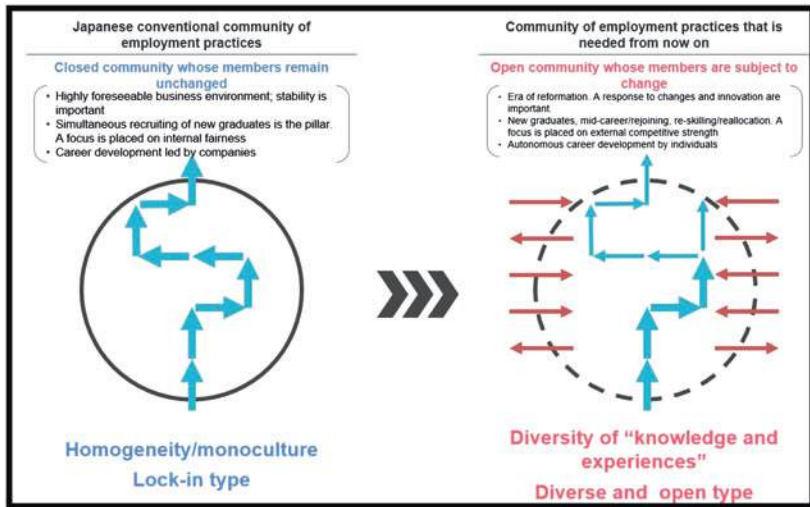 Japanese conventional community of
employment practices
Closed community whose members remain
unchanged
• Highly foreseeable business environment; stability is
important
• Simultaneous recruiting of new graduates is the pillar.
A focus is placed on internal fairness
• Career development led by companies
Homogeneity/monoculture
Lock-in type
Community of employment practices that is
needed from now on
Open community whose members are subject to
change
• Era of reformation. A response to changes and innovation are
important.
• New graduates, mid-career/rejoining, re-skilling/reallocation. A
focus is placed on external competitive strength
• Autonomous career development by individuals
Diversity of “knowledge and
experiences”
Diverse and open type